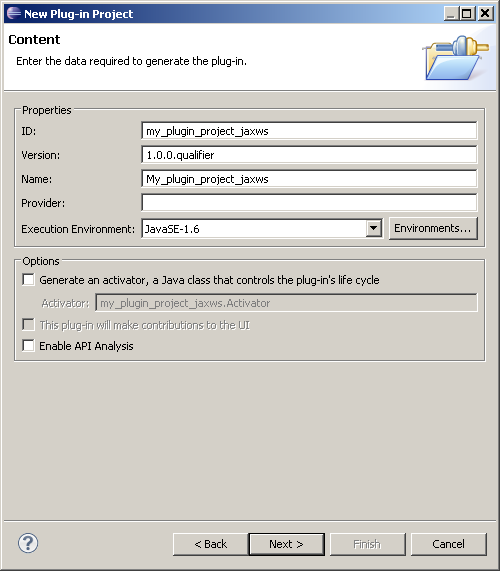 New Plug-in Project
Content
Enter the data required to generate the plug-in.
Properties
ID: my_plugin_project_jaxws
Version: 1.0.0.qualifier
Name: My_plugin_project_jaxws
Provider:
Execution Environment: JavaSE-1.6 Environments...
Options
Generate an activator, a Java class that controls the plug-in's life cycle
Activator: my_plugin_project_jaxws.Activator
This plug-in will make contributions to the UI
Enable API Analysis
? < Back Next > Finish Cancel